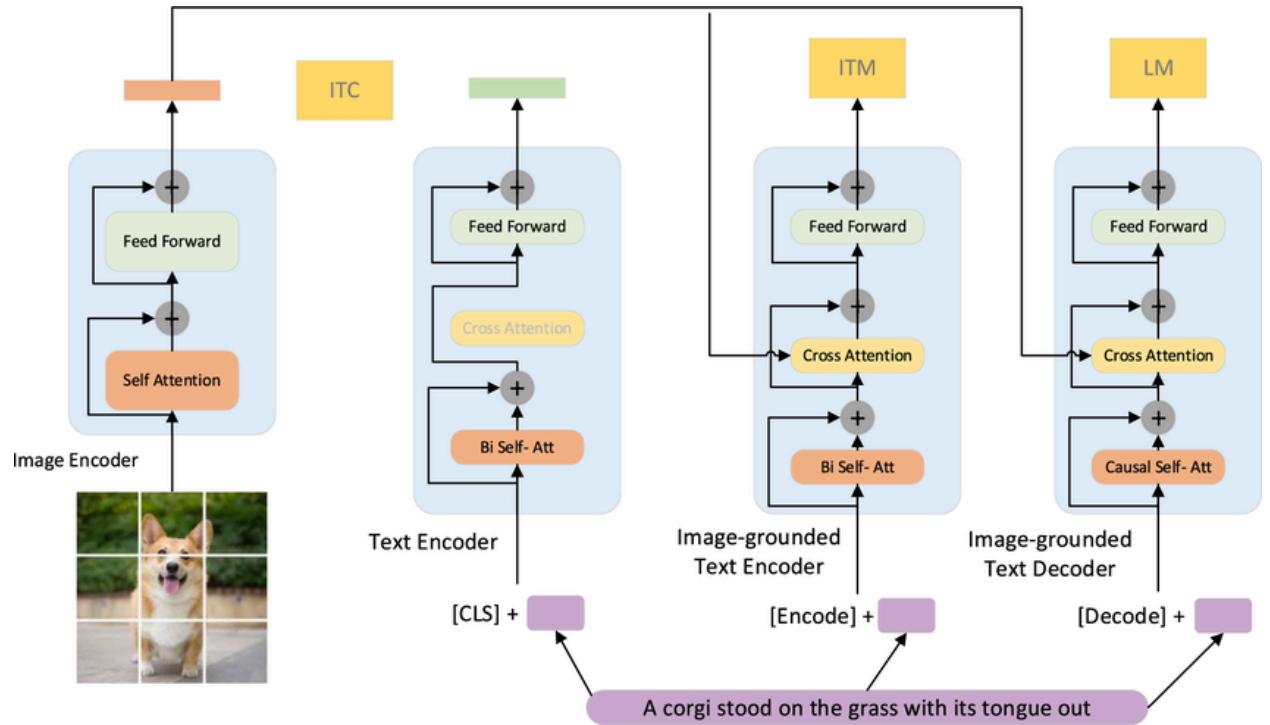 ITC
ITM
LM
Feed Forward
Self Attention
Image Encoder
Feed Forward
Cross Attention
Bi Self- Att
Text Encoder
Feed Forward
Cross Attention
Bi Self- Att
Image-grounded
Text Encoder
Feed Forward
Cross Attention
Causal Self- Att
Image-grounded
Text Decoder
[CLS] +
[Encode] +
[Decode] +
A corgi stood on the grass with its tongue out